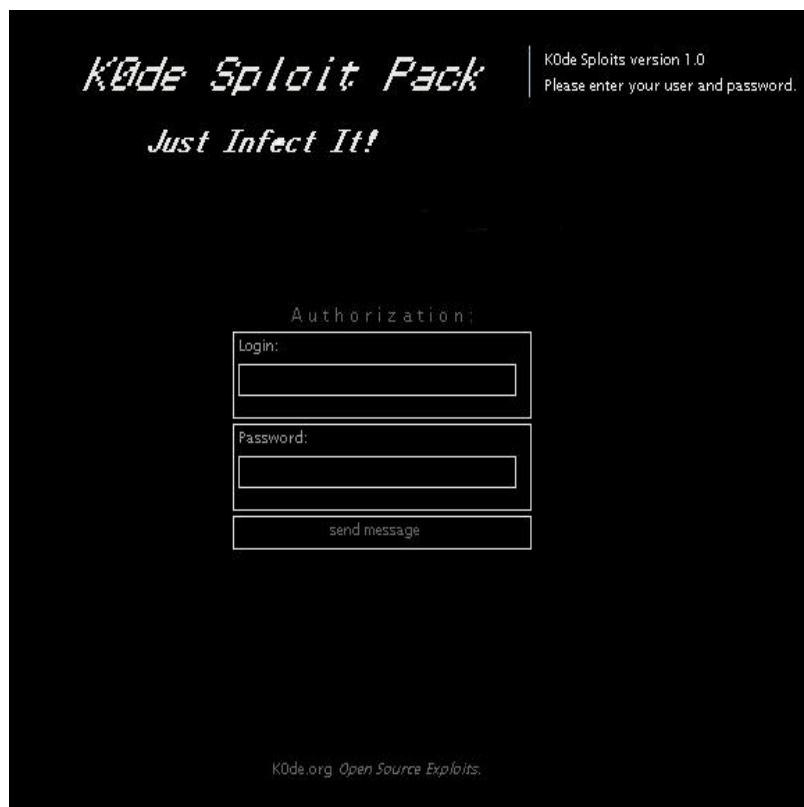 K0de Sploit Pack
Just Infect It!
K0de Sploits version 1.0
Please enter your user and password.
Authorization:
Login:
Password:
send message
K0de.org Open Source Exploits.